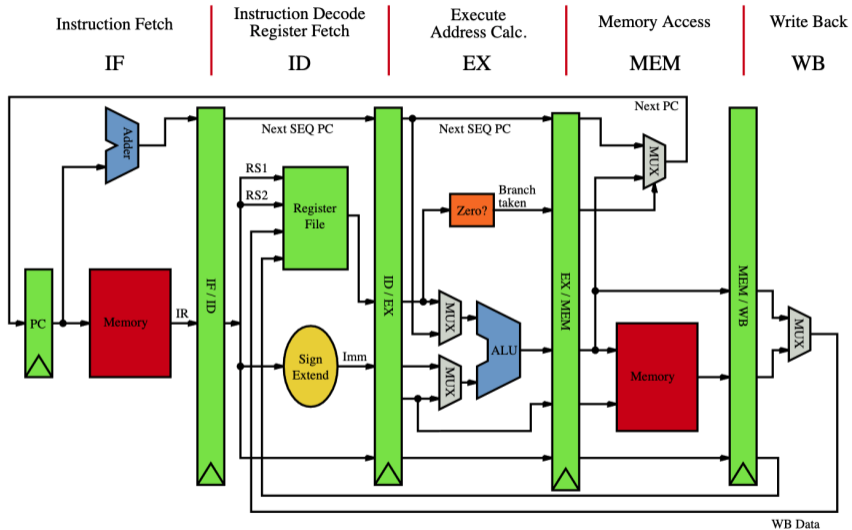 Instruction Fetch
Instruction Decode
Register Fetch
Execute
Address Calc.
Memory Access
Write Back
IF
ID
EX
MEM
WB
Next PC
Adder
Next SEQ PC
Next SEQ PC
MUX
RS1
RS2
Register
File
Zero?
Branch
taken
PC
Memory
IR
IF / ID
ID / EX
EX / MEM
MEM / WB
MUX
ALU
MUX
Sign
Extend
Imm
MUX
Memory
WB Data